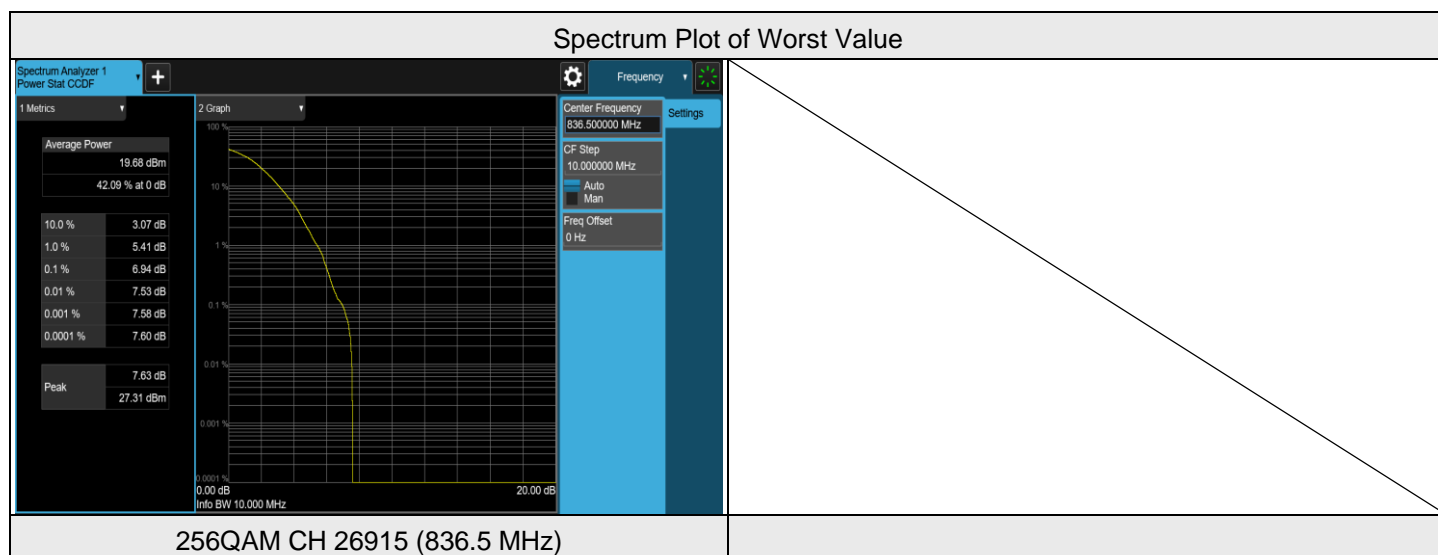 Spectrum Plot of Worst Value
Spectrum Analyzer 1
Power Stat CCDF
+
Frequency
1 Metrics
2 Graph
Average Power
19.68 dBm
42.09 % at 0 dB
10.0 % 3.07 dB
1.0 % 5.41 dB
0.1 % 6.94 dB
0.01 % 7.53 dB
0.001 % 7.58 dB
0.0001 % 7.60 dB
Peak 7.63 dB
27.31 dBm
100 %
10 %
1 %
0.1 %
0.01 %
0.001 %
0.0001 %
0.00 dB 20.00 dB
Info BW 10.000 MHz
Center Frequency
836.500000 MHz
Settings
CF Step
10.000000 MHz
Auto
Man
Freq Offset
0 Hz
256QAM CH 26915 (836.5 MHz)